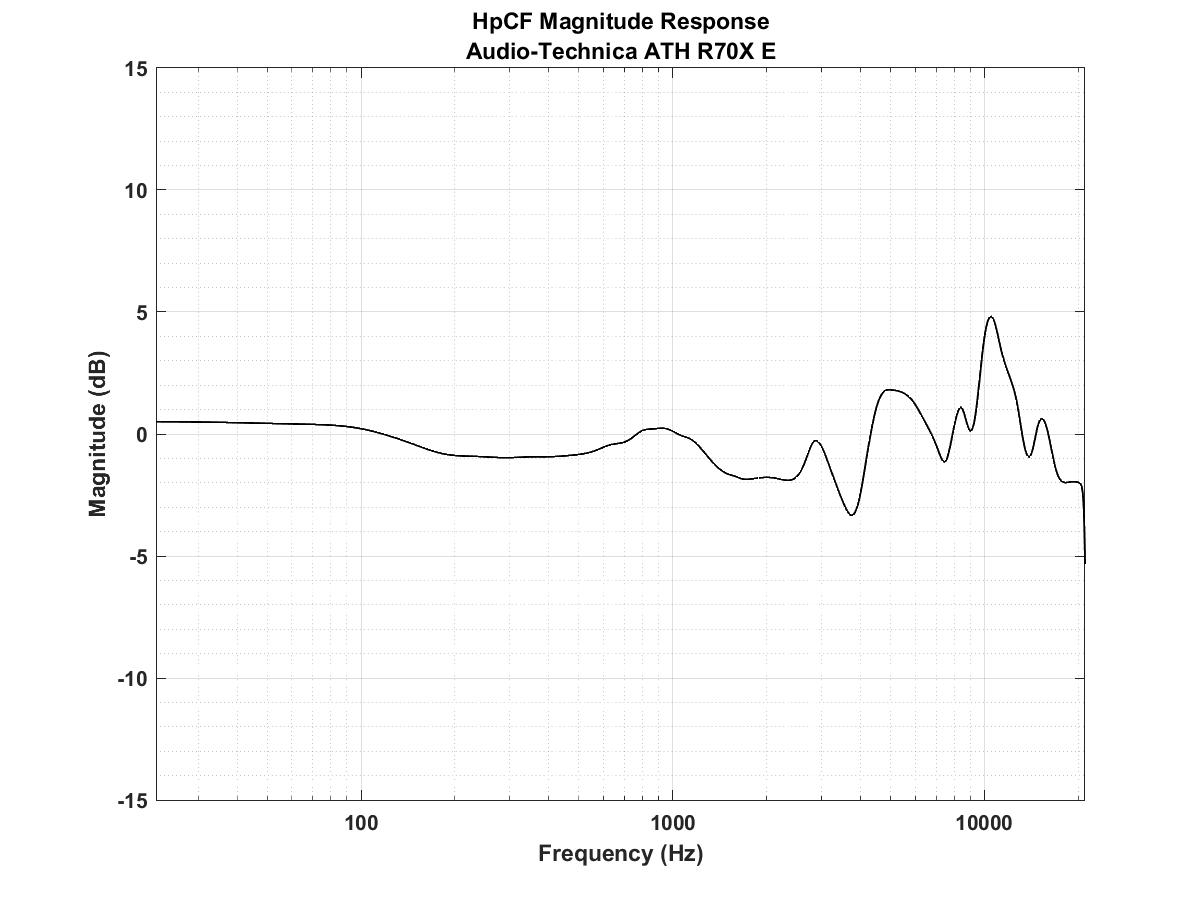 HpCF Magnitude Response
Audio-Technica ATH R70X E
15
10
5
0
-5
-10
-15
Magnitude (dB)
100
1000
10000
Frequency (Hz)